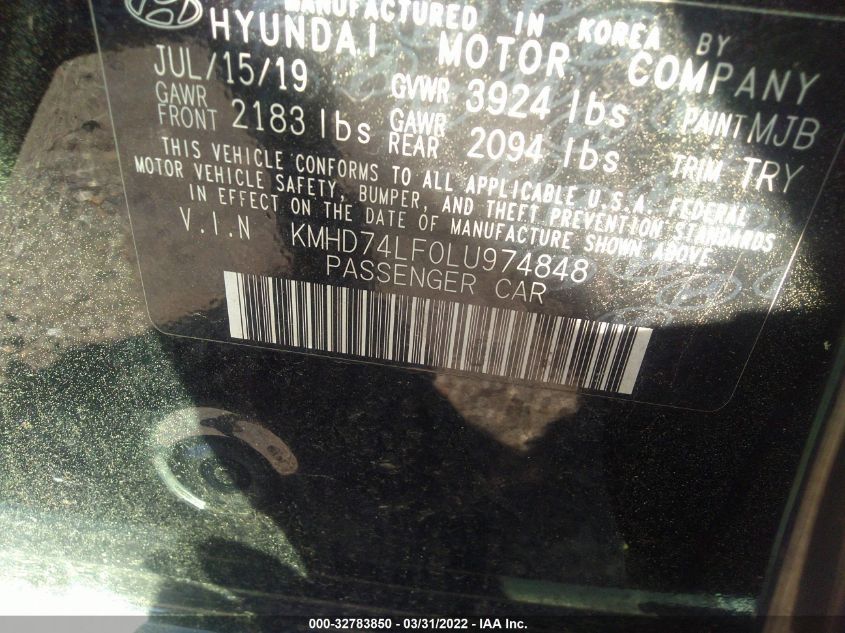 MANUFACTURED IN KOREA BY
HYUNDAI MOTOR COMPANY
JUL/15/19 GVWR 3924 lbs PAINT MJB
GAWR FRONT 2183 lbs GAWR REAR 2094 lbs TRIM TRY
THIS VEHICLE CONFORMS TO ALL APPLICABLE U.S.A. FEDERAL
MOTOR VEHICLE SAFETY, BUMPER, AND THEFT PREVENTION STANDARDS
IN EFFECT ON THE DATE OF MANUFACTURE SHOWN ABOVE
V.I.N KMHD74LF0LU974848
PASSENGER CAR
000-32783850 - 03/31/2022 - IAA Inc.